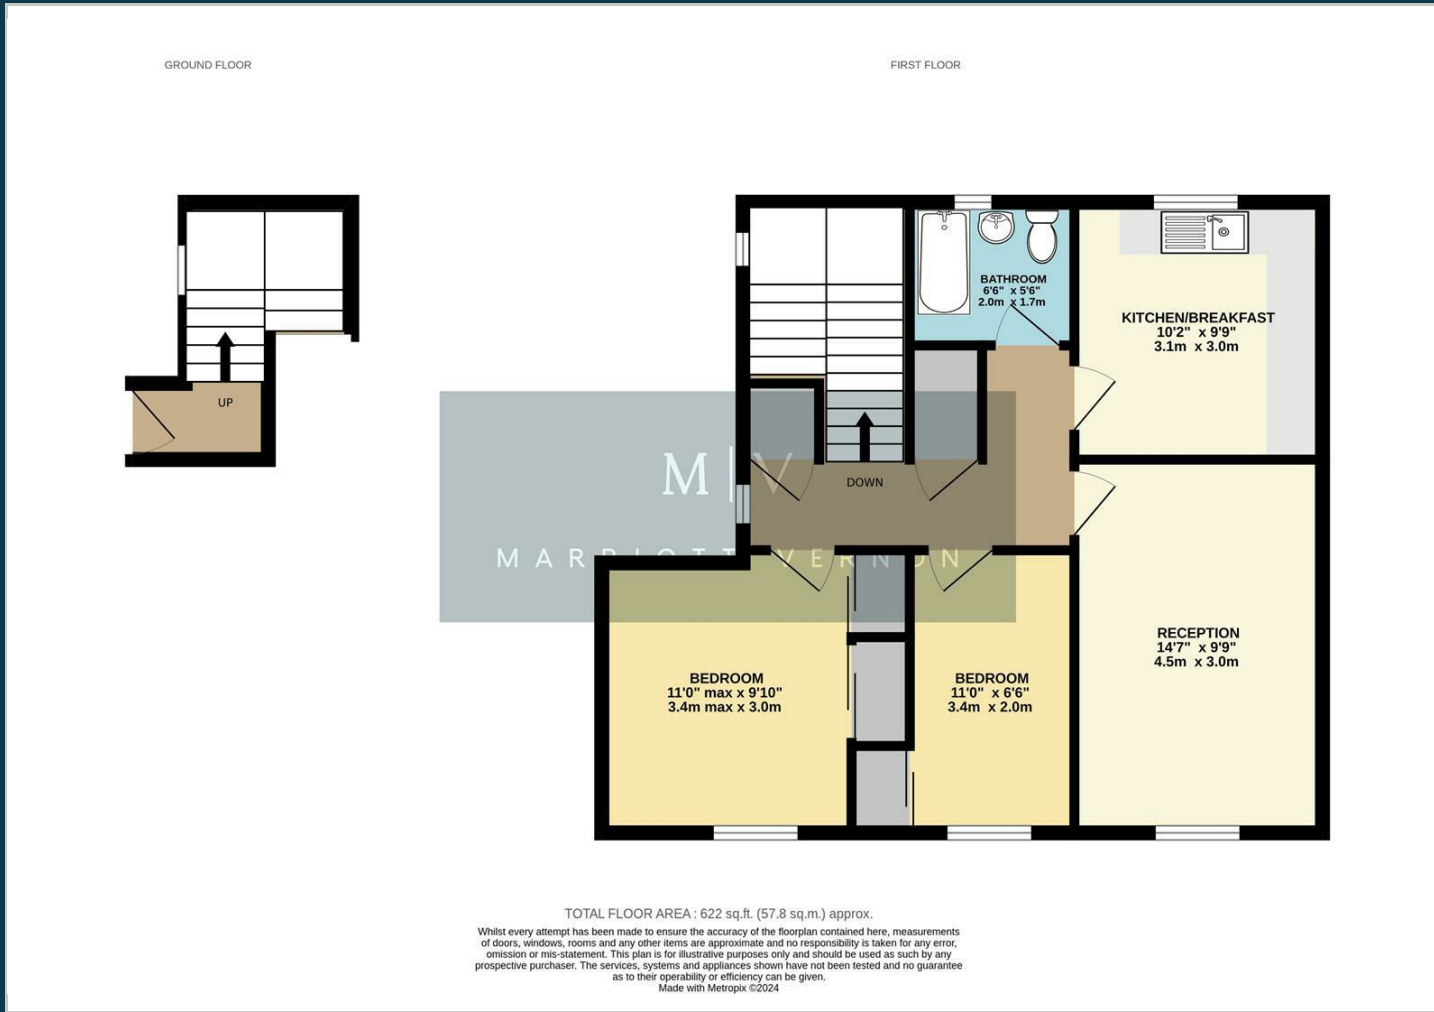 GROUND FLOOR
FIRST FLOOR
UP
BATHROOM
6'6" x 5'6"
2.0m x 1.7m
KITCHEN/BREAKFAST
10'2" x 9'9"
3.1m x 3.0m
M | V
DOWN
MARRIOTT VERNON
RECEPTION
14'7" x 9'9"
4.5m x 3.0m
BEDROOM
11'0" max x 9'10"
3.4m max x 3.0m
BEDROOM
11'0" x 6'6"
3.4m x 2.0m
TOTAL FLOOR AREA : 622 sq.ft. (57.8 sq.m.) approx.
Whilst every attempt has been made to ensure the accuracy of the floorplan contained here, measurements
of doors, windows, rooms and any other items are approximate and no responsibility is taken for any error,
omission or mis-statement. This plan is for illustrative purposes only and should be used as such by any
prospective purchaser. The services, systems and appliances shown have not been tested and no guarantee
as to their operability or efficiency can be given.
Made with Metropix ©2024